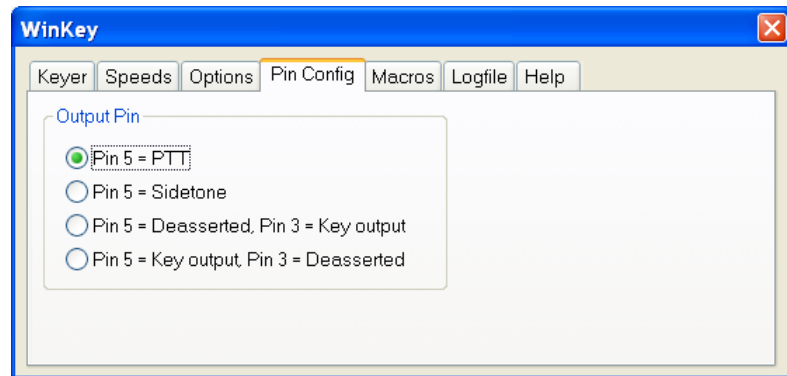 WinKey
Keyer Speeds Options Pin Config Macros Logfile Help
Output Pin
Pin 5 = PTT
Pin 5 = Sidetone
Pin 5 = Deasserted, Pin 3 = Key output
Pin 5 = Key output, Pin 3 = Deasserted